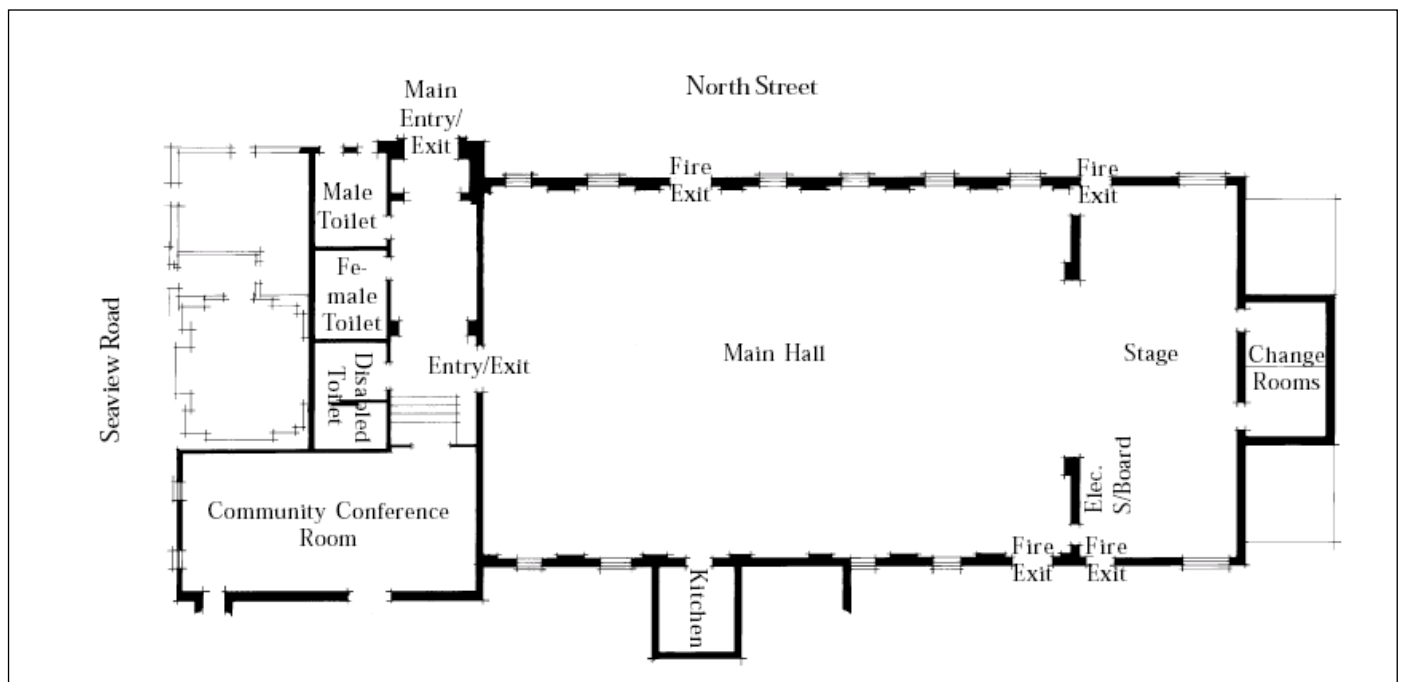 North Street
Main
Entry/
Exit
Fire
Exit
Fire
Exit
Male
Toilet
Fe-
male
Toilet
Disabled
Toilet
Entry/Exit
Main Hall
Stage
Change
Rooms
Seaview Road
Elec.
S/Board
Community Conference
Room
Fire
Exit
Fire
Exit
Kitchen